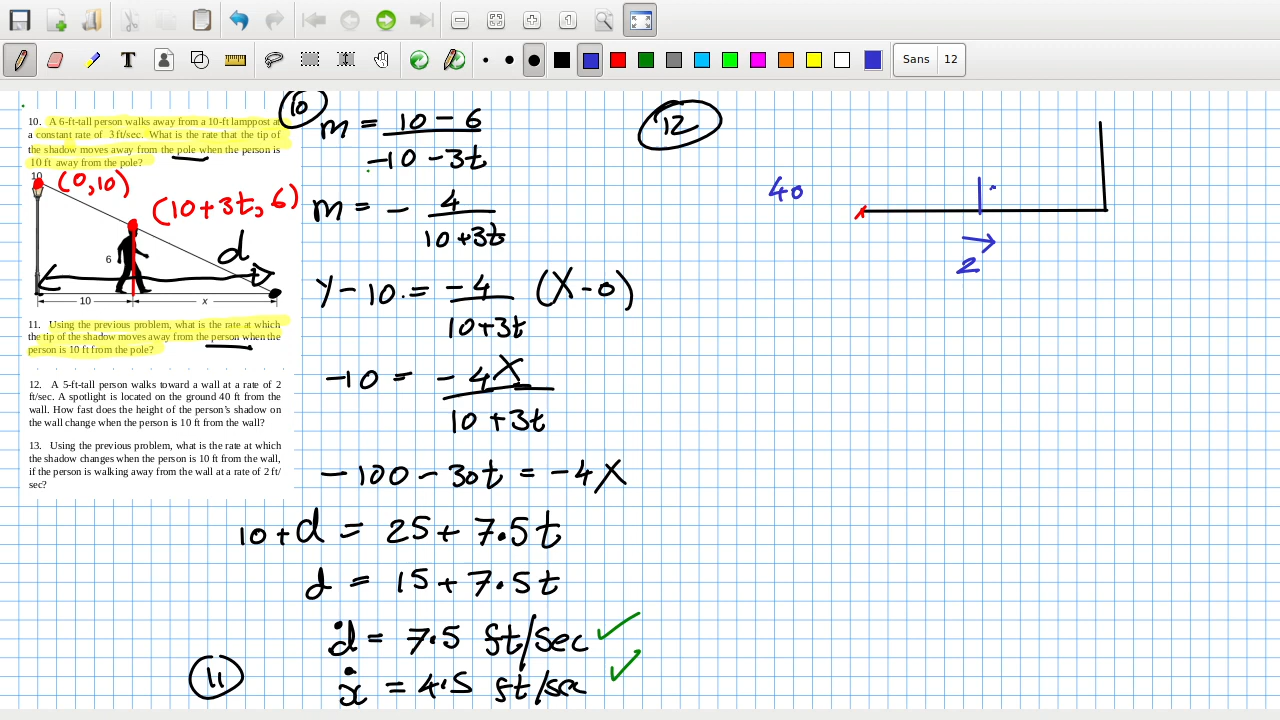 Sans 12
10. A 6-ft-tall person walks away from a 10-ft lamppost at
a constant rate of 3 ft/sec. What is the rate that the tip of
the shadow moves away from the pole when the person is
10 ft away from the pole?
10
(0,10)
(10+3t, 6)
6
d
10
x
11. Using the previous problem, what is the rate at which
the tip of the shadow moves away from the person when the
person is 10 ft from the pole?
12. A 5-ft-tall person walks toward a wall at a rate of 2
ft/sec. A spotlight is located on the ground 40 ft from the
wall. How fast does the height of the person's shadow on
the wall change when the person is 10 ft from the wall?
13. Using the previous problem, what is the rate at which
the shadow changes when the person is 10 ft from the wall,
if the person is walking away from the wall at a rate of 2 ft/
sec?
10
m = 10 - 6
-10 - 3t
m = - 4
10+3t
y - 10 = -4 (x - 0)
10+3t
-10 = - 4x
10 + 3t
-100 - 30t = -4x
10 + d = 25 + 7.5t
d = 15 + 7.5t
ḋ = 7.5 ft/sec ✓
11
ẋ = 4.5 ft/sec ✓
12
40
→
2